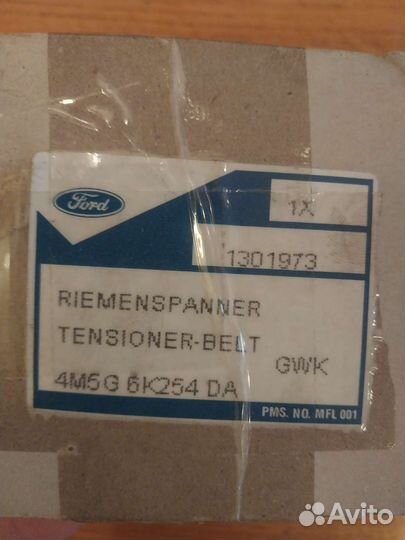 Ford
1X
1301973
RIEMENSPANNER
TENSIONER-BELT
GWK
4M5G 6K254 DA
PMS. NO. MFL 001
Avito